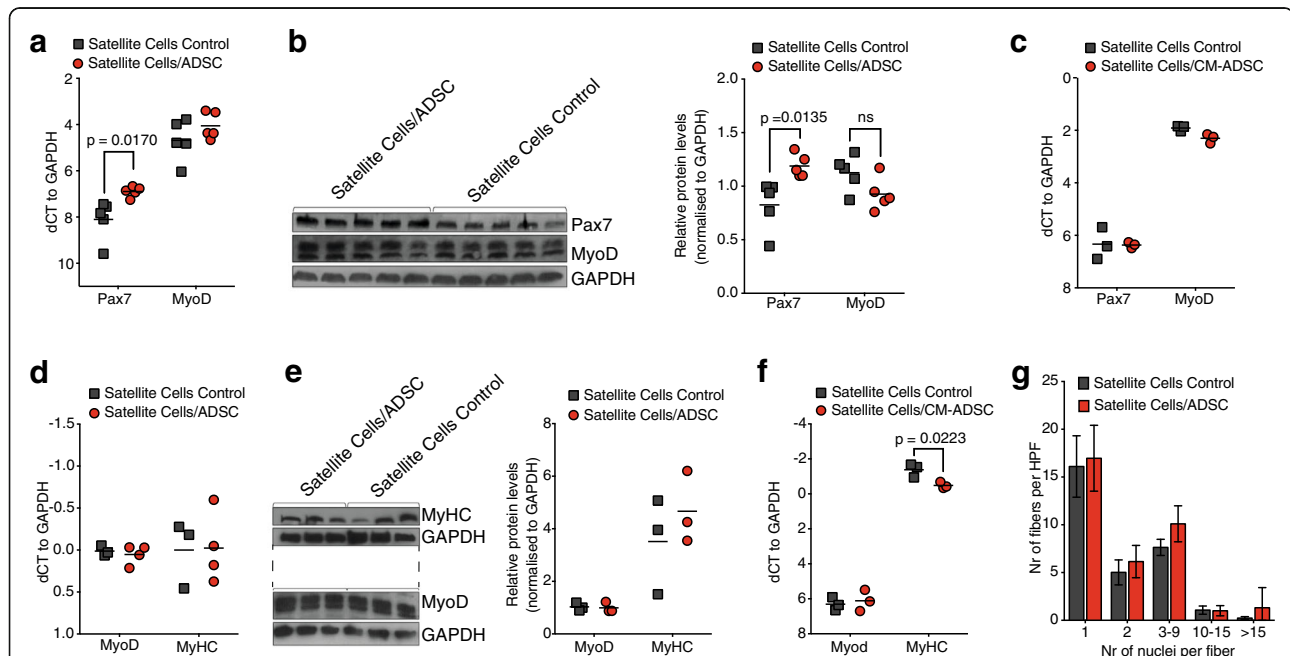 a
Satellite Cells Control
Satellite Cells/ADSC
dCT to GAPDH
2
4
6
8
10
p = 0.0170
Pax7
MyoD
b
Satellite Cells/ADSC
Satellite Cells Control
Pax7
MyoD
GAPDH
Satellite Cells Control
Satellite Cells/ADSC
Relative protein levels
(normalised to GAPDH)
2.0
1.5
1.0
0.5
0.0
p =0.0135
ns
Pax7
MyoD
c
Satellite Cells Control
Satellite Cells/CM-ADSC
dCT to GAPDH
0
2
4
6
8
Pax7
MyoD
d
Satellite Cells Control
Satellite Cells/ADSC
dCT to GAPDH
-1.5
-1.0
-0.5
0.0
0.5
1.0
MyoD
MyHC
e
Satellite Cells/ADSC
Satellite Cells Control
MyHC
GAPDH
MyoD
GAPDH
Satellite Cells Control
Satellite Cells/ADSC
Relative protein levels
(normalised to GAPDH)
8
6
4
2
0
MyoD
MyHC
f
Satellite Cells Control
Satellite Cells/CM-ADSC
dCT to GAPDH
-4
-2
0
2
4
6
8
p = 0.0223
Myod
MyHC
g
Satellite Cells Control
Satellite Cells/ADSC
Nr of fibers per HPF
25
20
15
10
5
0
1
2
3-9
10-15
>15
Nr of nuclei per fiber